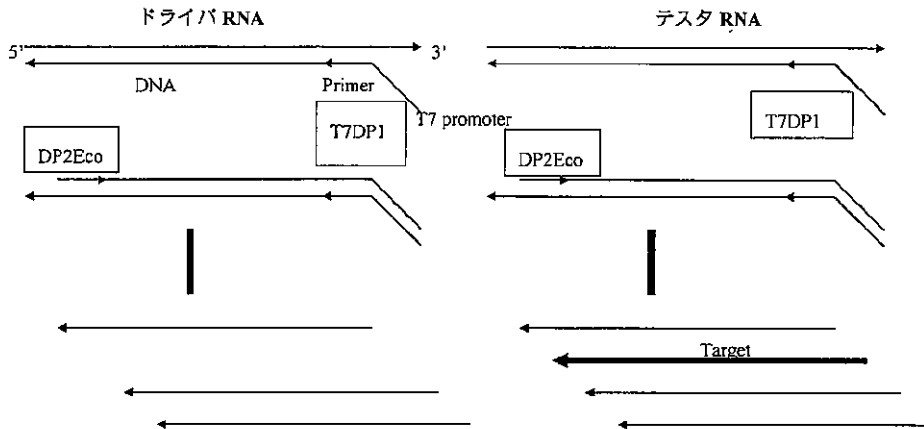 ドライバ RNA
テスタ RNA
5'
3'
DNA
Primer
T7 promoter
T7DP1
DP2Eco
T7DP1
DP2Eco
Target